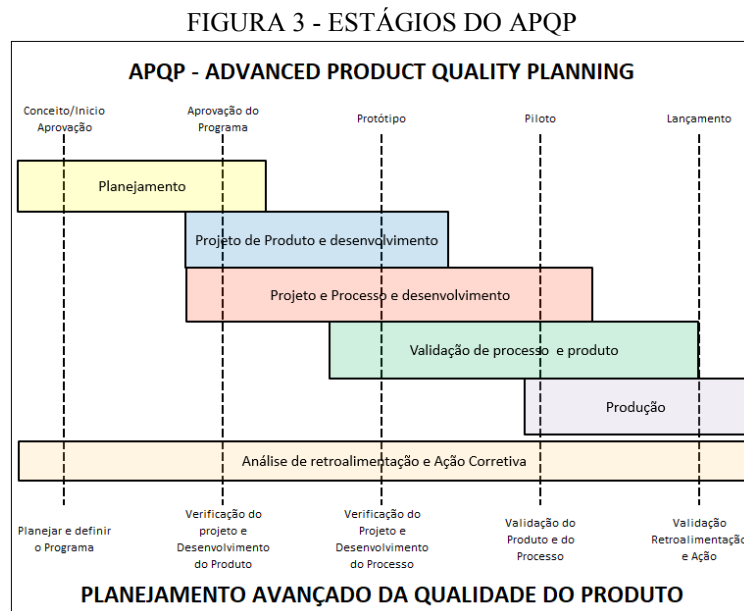 FIGURA 3 - ESTÁGIOS DO APQP
APQP - ADVANCED PRODUCT QUALITY PLANNING
Conceito/Inicio
Aprovação
Aprovação do
Programa
Protótipo
Piloto
Lançamento
Planejamento
Projeto de Produto e desenvolvimento
Projeto e Processo e desenvolvimento
Validação de processo e produto
Produção
Análise de retroalimentação e Ação Corretiva
Planejar e definir
o Programa
Verificação do
projeto e
Desenvolvimento
do Produto
Verificação do
Projeto e
Desenvolvimento
do Processo
Validação do
Produto e do
Processo
Validação
Retroalimentação
e Ação
PLANEJAMENTO AVANÇADO DA QUALIDADE DO PRODUTO